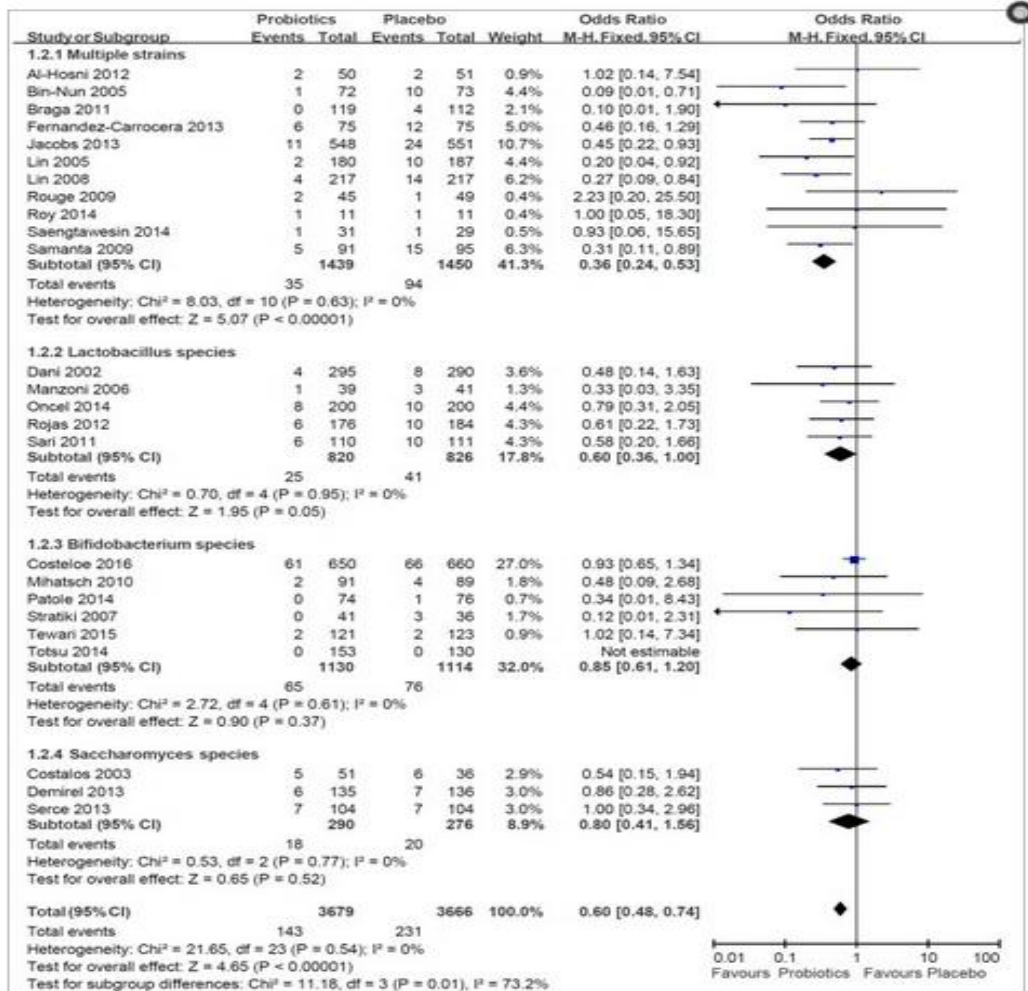 Probiotics Placebo Odds Ratio Odds Ratio
Study or Subgroup Events Total Events Total Weight M-H. Fixed. 95% CI M-H. Fixed. 95% CI
1.2.1 Multiple strains
Al-Hosni 2012 2 50 2 51 0.9% 1.02 [0.14, 7.54]
Bin-Nun 2005 1 72 10 73 4.4% 0.09 [0.01, 0.71]
Braga 2011 0 119 4 112 2.1% 0.10 [0.01, 1.90]
Fernandez-Carrocera 2013 6 75 12 75 5.0% 0.46 [0.16, 1.29]
Jacobs 2013 11 548 24 551 10.7% 0.45 [0.22, 0.93]
Lin 2005 2 180 10 187 4.4% 0.20 [0.04, 0.92]
Lin 2008 4 217 14 217 6.2% 0.27 [0.09, 0.84]
Rouge 2009 2 45 1 49 0.4% 2.23 [0.20, 25.50]
Roy 2014 1 11 1 11 0.4% 1.00 [0.05, 18.30]
Saengtawesin 2014 1 31 1 29 0.5% 0.93 [0.06, 15.65]
Samanta 2009 5 91 15 95 6.3% 0.31 [0.11, 0.89]
Subtotal (95% CI) 1439 1450 41.3% 0.36 [0.24, 0.53]
Total events 35 94
Heterogeneity: Chi² = 8.03, df = 10 (P = 0.63); I² = 0%
Test for overall effect: Z = 5.07 (P < 0.00001)
1.2.2 Lactobacillus species
Dani 2002 4 295 8 290 3.6% 0.48 [0.14, 1.63]
Manzoni 2006 1 39 3 41 1.3% 0.33 [0.03, 3.35]
Oncel 2014 8 200 10 200 4.4% 0.79 [0.31, 2.05]
Rojas 2012 6 176 10 184 4.3% 0.61 [0.22, 1.73]
Sari 2011 6 110 10 111 4.3% 0.58 [0.20, 1.66]
Subtotal (95% CI) 820 826 17.8% 0.60 [0.36, 1.00]
Total events 25 41
Heterogeneity: Chi² = 0.70, df = 4 (P = 0.95); I² = 0%
Test for overall effect: Z = 1.95 (P = 0.05)
1.2.3 Bifidobacterium species
Costeloe 2016 61 650 66 660 27.0% 0.93 [0.65, 1.34]
Mihatsch 2010 2 91 4 89 1.8% 0.48 [0.09, 2.68]
Patole 2014 0 74 1 76 0.7% 0.34 [0.01, 8.43]
Stratiki 2007 0 41 3 36 1.7% 0.12 [0.01, 2.31]
Tewari 2015 2 121 2 123 0.9% 1.02 [0.14, 7.34]
Totsu 2014 0 153 0 130 Not estimable
Subtotal (95% CI) 1130 1114 32.0% 0.85 [0.61, 1.20]
Total events 65 76
Heterogeneity: Chi² = 2.72, df = 4 (P = 0.61); I² = 0%
Test for overall effect: Z = 0.90 (P = 0.37)
1.2.4 Saccharomyces species
Costalos 2003 5 51 6 36 2.9% 0.54 [0.15, 1.94]
Demirel 2013 6 135 7 136 3.0% 0.86 [0.28, 2.62]
Serce 2013 7 104 7 104 3.0% 1.00 [0.34, 2.96]
Subtotal (95% CI) 290 276 8.9% 0.80 [0.41, 1.56]
Total events 18 20
Heterogeneity: Chi² = 0.53, df = 2 (P = 0.77); I² = 0%
Test for overall effect: Z = 0.65 (P = 0.52)
Total (95% CI) 3679 3666 100.0% 0.60 [0.48, 0.74]
Total events 143 231
Heterogeneity: Chi² = 21.65, df = 23 (P = 0.54); I² = 0%
Test for overall effect: Z = 4.65 (P < 0.00001)
Test for subgroup differences: Chi² = 11.18, df = 3 (P = 0.01), I² = 73.2%
0.01 0.1 1 10 100
Favours Probiotics Favours Placebo